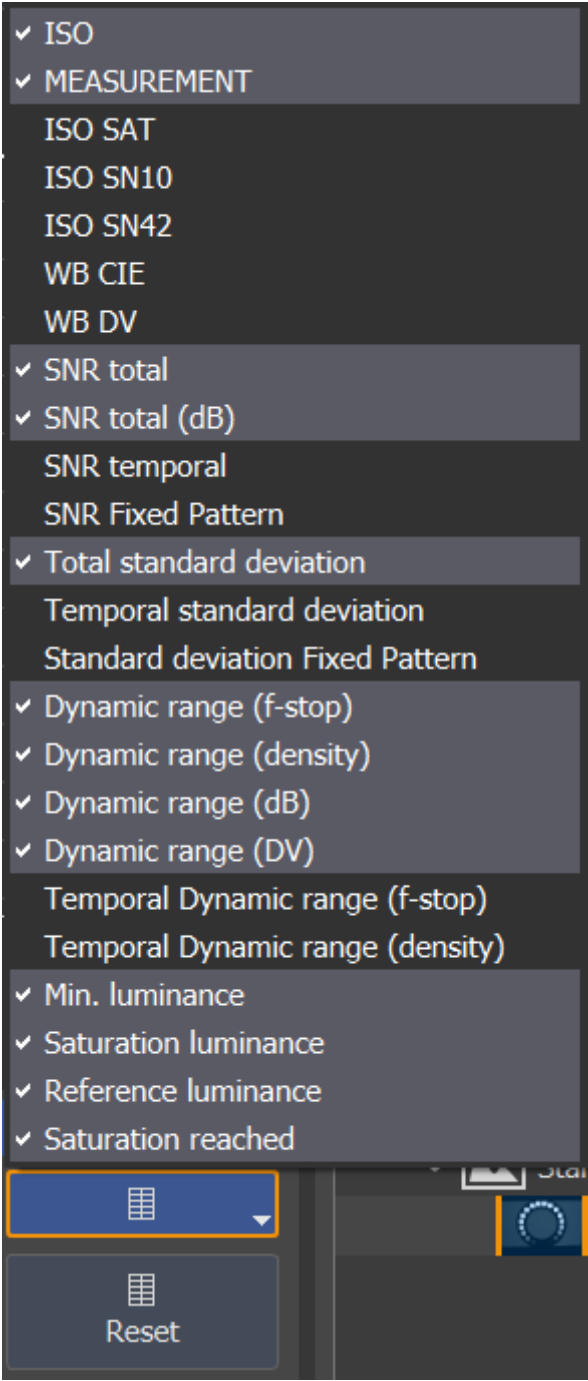 ISO
MEASUREMENT
ISO SAT
ISO SN10
ISO SN42
WB CIE
WB DV
SNR total
SNR total (dB)
SNR temporal
SNR Fixed Pattern
Total standard deviation
Temporal standard deviation
Standard deviation Fixed Pattern
Dynamic range (f-stop)
Dynamic range (density)
Dynamic range (dB)
Dynamic range (DV)
Temporal Dynamic range (f-stop)
Temporal Dynamic range (density)
Min. luminance
Saturation luminance
Reference luminance
Saturation reached
Reset